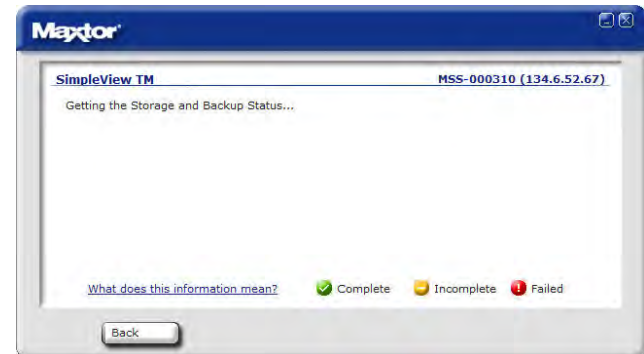 Maxtor
SimpleView TM MSS-000310 (134.6.52.67)
Getting the Storage and Backup Status...
What does this information mean? Complete Incomplete Failed
Back